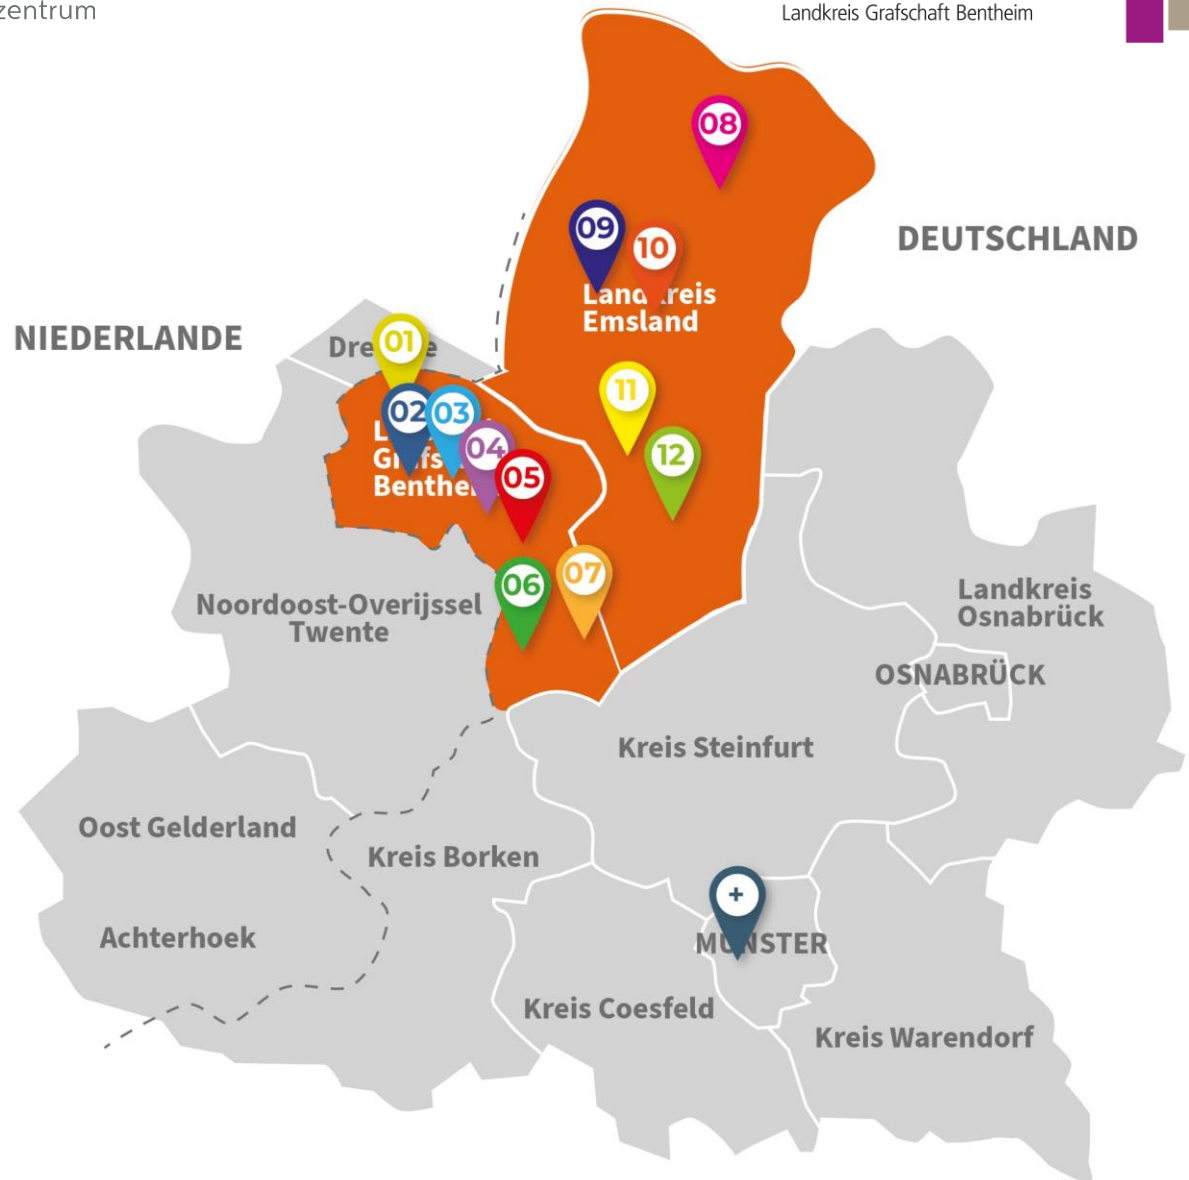 zentrum
Landkreis Grafschaft Bentheim
08
DEUTSCHLAND
09
10
Emsland
NIEDERLANDE
01
02
03
04
05
11
12
06
07
Noordoost-Overijssel
Twente
Landkreis
Osnabrück
OSNABRÜCK
Kreis Steinfurt
Oost Gelderland
Kreis Borken
+
Achterhoek
Kreis Coesfeld
Kreis Warendorf